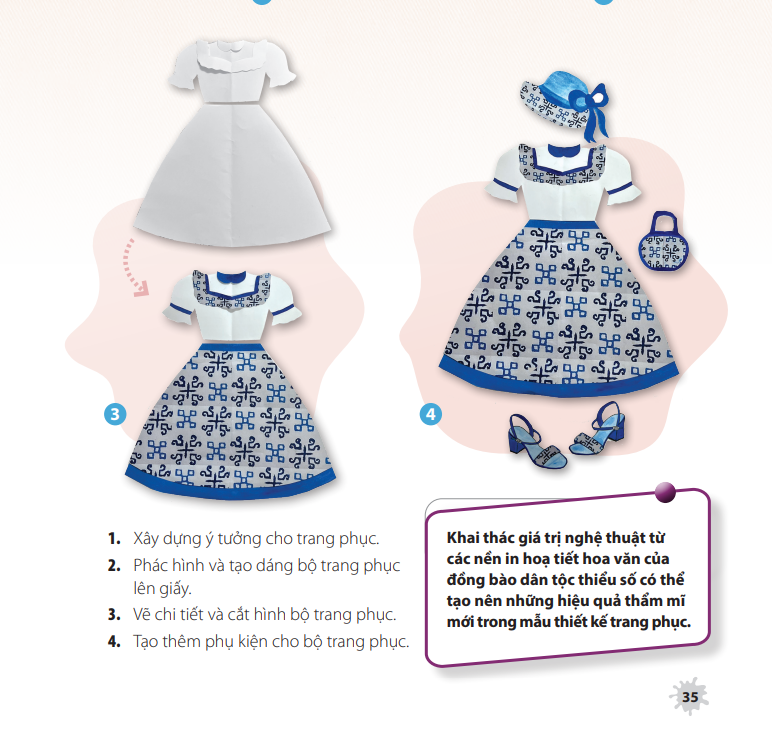 3
4
1. Xây dựng ý tưởng cho trang phục.
2. Phác hình và tạo dáng bộ trang phục
lên giấy.
3. Vẽ chi tiết và cắt hình bộ trang phục.
4. Tạo thêm phụ kiện cho bộ trang phục.
Khai thác giá trị nghệ thuật từ
các nền in hoạ tiết hoa văn của
đồng bào dân tộc thiểu số có thể
tạo nên những hiệu quả thẩm mĩ
mới trong mẫu thiết kế trang phục.
35